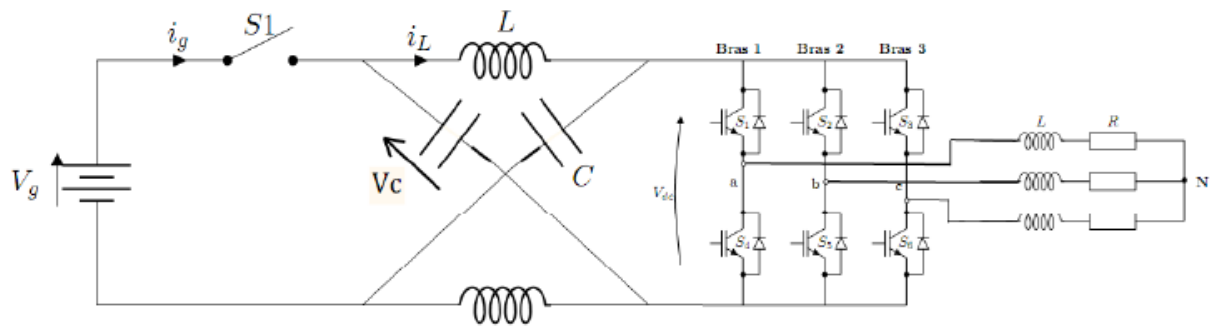 i_g
S1
i_L
L
Bras 1
Bras 2
Bras 3
S_1
S_2
S_3
L
R
V_g
Vc
C
V_dc
a
b
c
N
S_4
S_5
S_6